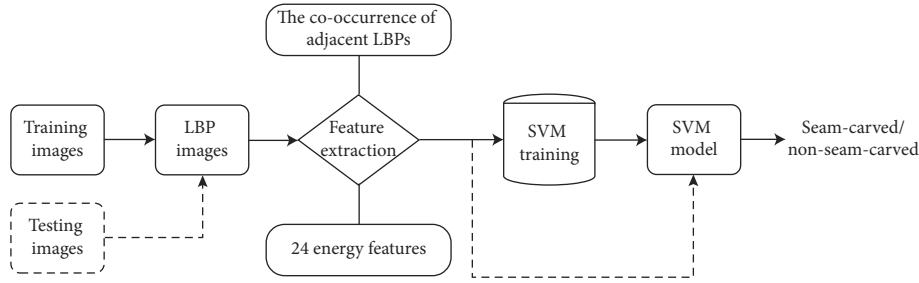 The co-occurrence of
adjacent LBPs
Training
images
LBP
images
Feature
extraction
SVM
training
SVM
model
Seam-carved/
non-seam-carved
Testing
images
24 energy features